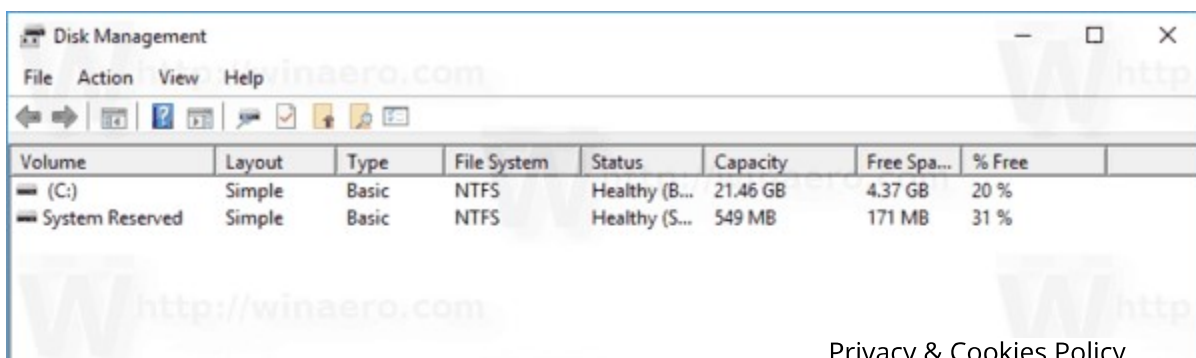 Disk Management
File Action View Help
Volume Layout Type File System Status Capacity Free Spa... % Free
(C:) Simple Basic NTFS Healthy (B... 21.46 GB 4.37 GB 20 %
System Reserved Simple Basic NTFS Healthy (S... 549 MB 171 MB 31 %
http://winaero.com
Privacy & Cookies Policy